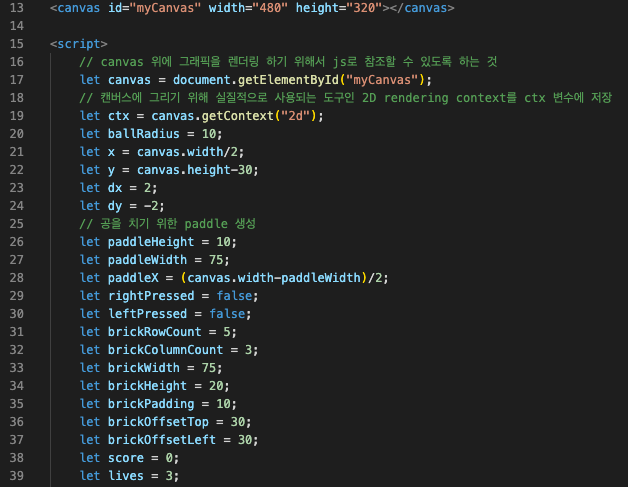 13 <canvas id="myCanvas" width="480" height="320"></canvas>
14
15 <script>
16 // canvas 위에 그래픽을 렌더링 하기 위해서 js로 참조할 수 있도록 하는 것
17 let canvas = document.getElementById("myCanvas");
18 // 캔버스에 그리기 위해 실질적으로 사용되는 도구인 2D rendering context를 ctx 변수에 저장
19 let ctx = canvas.getContext("2d");
20 let ballRadius = 10;
21 let x = canvas.width/2;
22 let y = canvas.height-30;
23 let dx = 2;
24 let dy = -2;
25 // 공을 치기 위한 paddle 생성
26 let paddleHeight = 10;
27 let paddleWidth = 75;
28 let paddleX = (canvas.width-paddleWidth)/2;
29 let rightPressed = false;
30 let leftPressed = false;
31 let brickRowCount = 5;
32 let brickColumnCount = 3;
33 let brickWidth = 75;
34 let brickHeight = 20;
35 let brickPadding = 10;
36 let brickOffsetTop = 30;
37 let brickOffsetLeft = 30;
38 let score = 0;
39 let lives = 3;